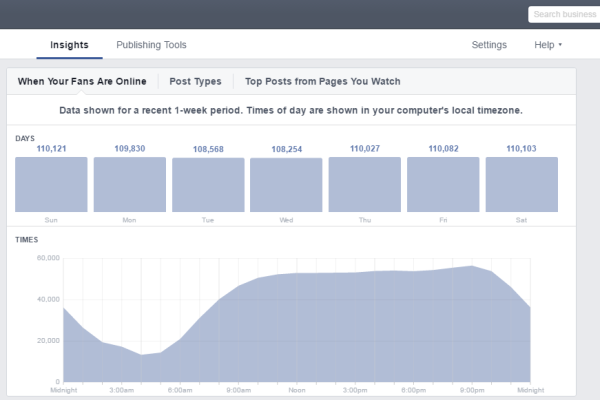 Search business
Insights Publishing Tools Settings Help
When Your Fans Are Online Post Types Top Posts from Pages You Watch
Data shown for a recent 1-week period. Times of day are shown in your computer's local timezone.
DAYS
110,121 109,830 108,568 108,254 110,027 110,082 110,103
Sun Mon Tue Wed Thu Fri Sat
TIMES
60,000
40,000
20,000
0
Midnight 3:00am 6:00am 9:00am Noon 3:00pm 6:00pm 9:00pm Midnight